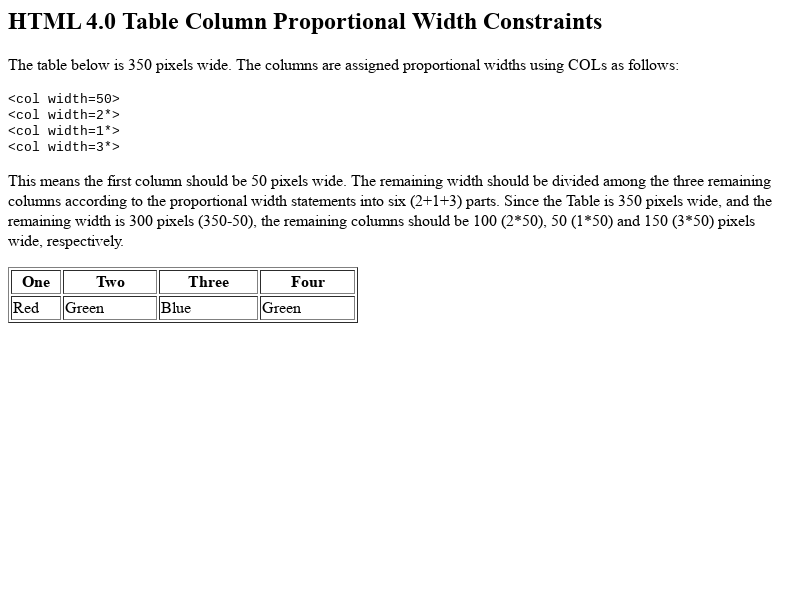 HTML 4.0 Table Column Proportional Width Constraints
The table below is 350 pixels wide. The columns are assigned proportional widths using COLs as follows:
<col width=50>
<col width=2*>
<col width=1*>
<col width=3*>
This means the first column should be 50 pixels wide. The remaining width should be divided among the three remaining
columns according to the proportional width statements into six (2+1+3) parts. Since the Table is 350 pixels wide, and the
remaining width is 300 pixels (350-50), the remaining columns should be 100 (2*50), 50 (1*50) and 150 (3*50) pixels
wide, respectively.
One Two Three Four
Red Green Blue Green